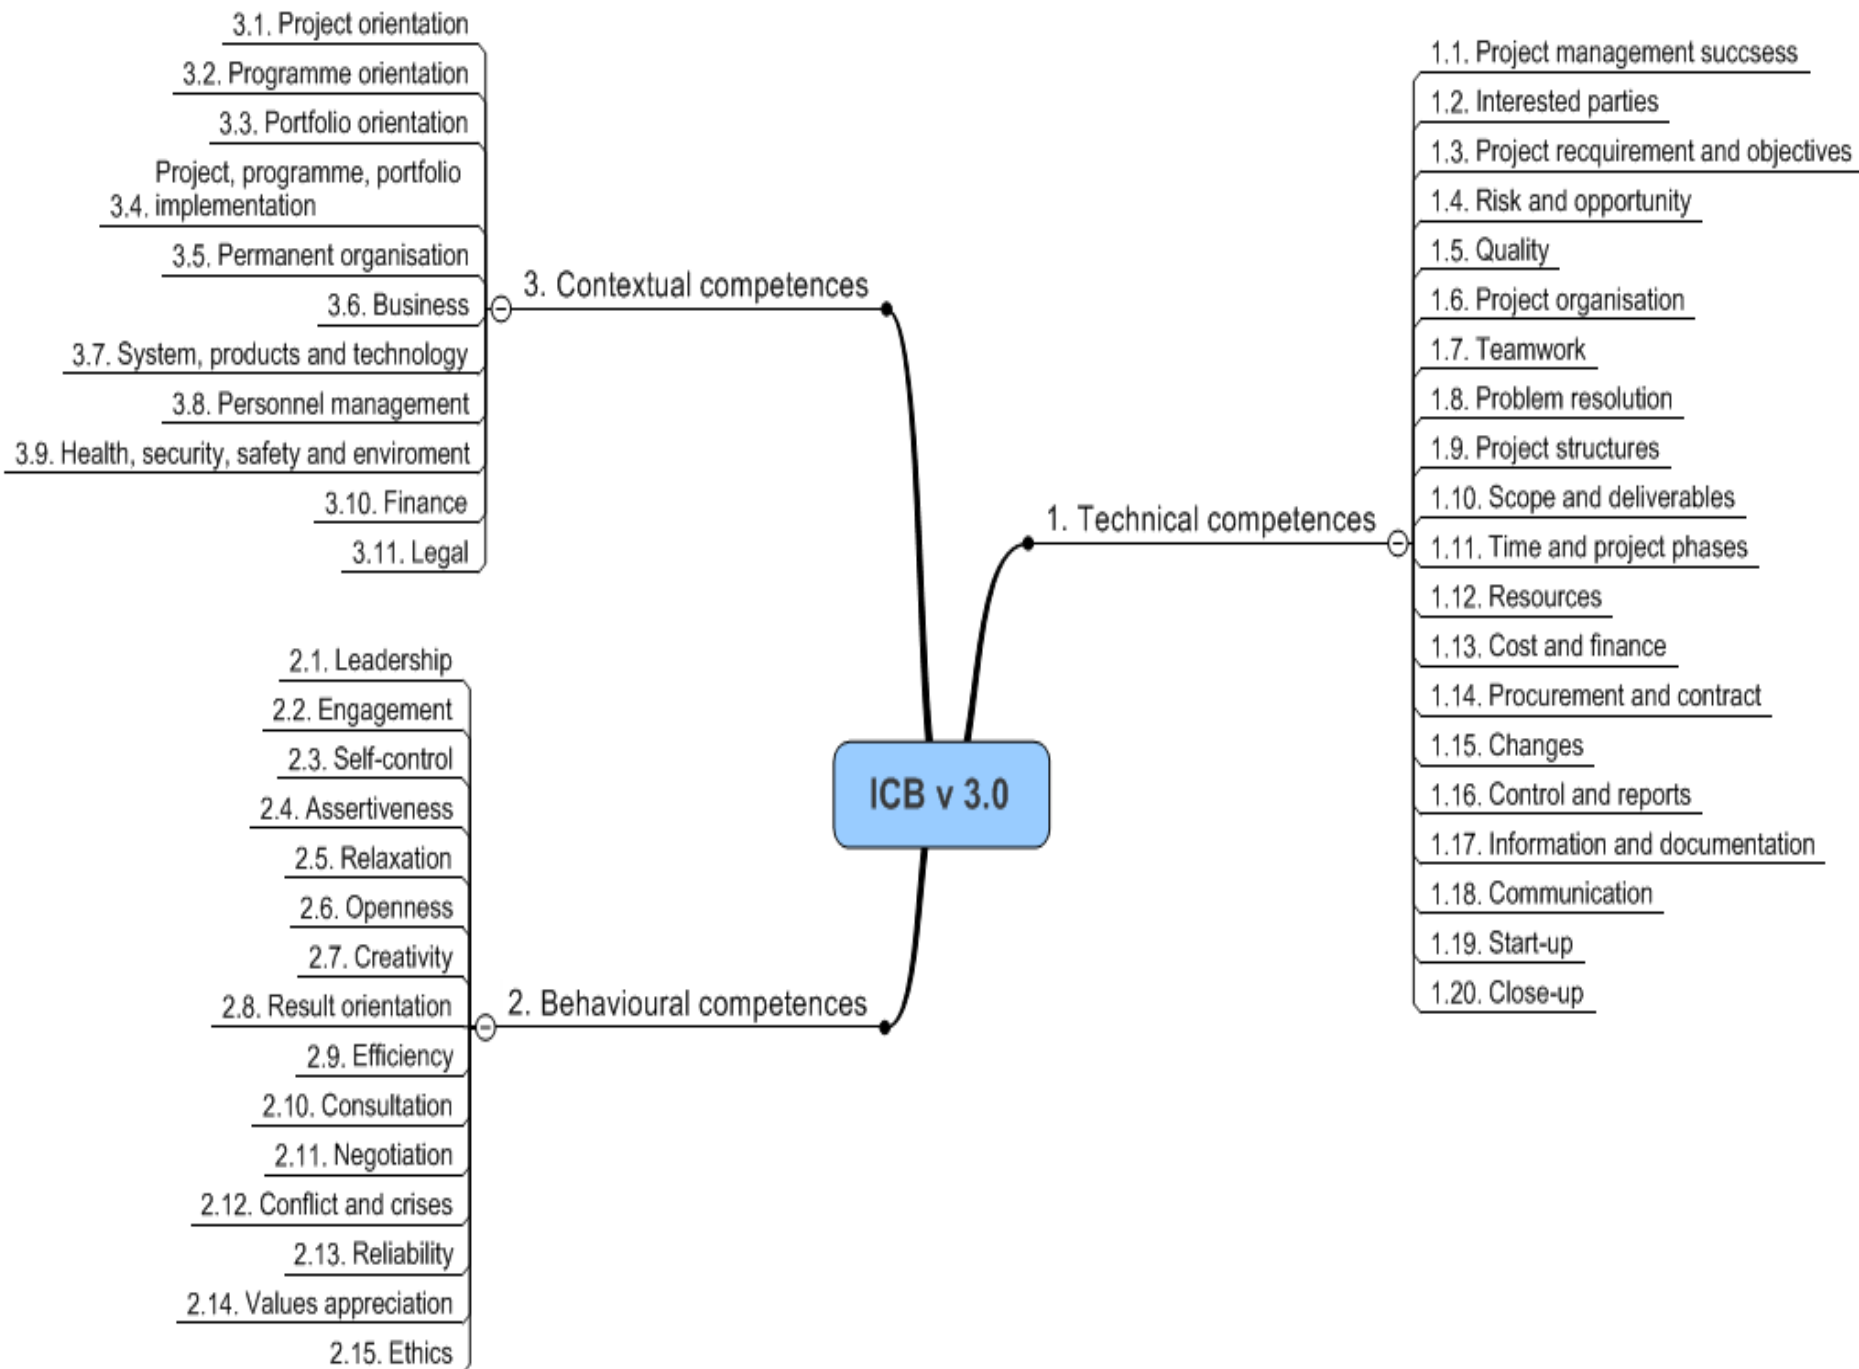 ICB v 3.0
1. Technical competences
1.1. Project management succsess
1.2. Interested parties
1.3. Project recquirement and objectives
1.4. Risk and opportunity
1.5. Quality
1.6. Project organisation
1.7. Teamwork
1.8. Problem resolution
1.9. Project structures
1.10. Scope and deliverables
1.11. Time and project phases
1.12. Resources
1.13. Cost and finance
1.14. Procurement and contract
1.15. Changes
1.16. Control and reports
1.17. Information and documentation
1.18. Communication
1.19. Start-up
1.20. Close-up
2. Behavioural competences
2.1. Leadership
2.2. Engagement
2.3. Self-control
2.4. Assertiveness
2.5. Relaxation
2.6. Openness
2.7. Creativity
2.8. Result orientation
2.9. Efficiency
2.10. Consultation
2.11. Negotiation
2.12. Conflict and crises
2.13. Reliability
2.14. Values appreciation
2.15. Ethics
3. Contextual competences
3.1. Project orientation
3.2. Programme orientation
3.3. Portfolio orientation
Project, programme, portfolio
3.4. implementation
3.5. Permanent organisation
3.6. Business
3.7. System, products and technology
3.8. Personnel management
3.9. Health, security, safety and enviroment
3.10. Finance
3.11. Legal